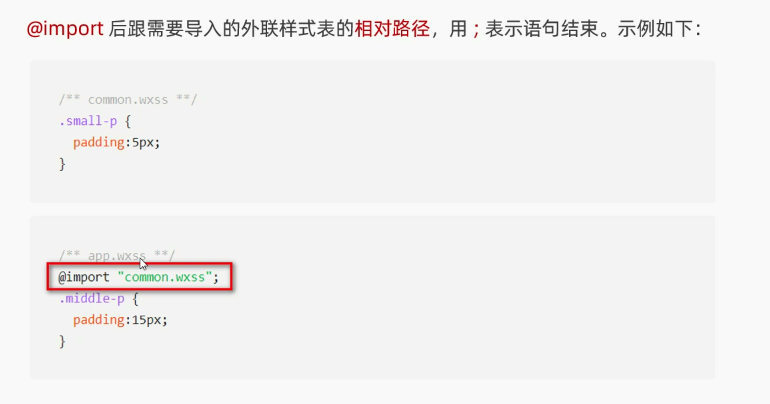 @import 后跟需要导入的外联样式表的相对路径，用 ; 表示语句结束。示例如下：
/** common.wxss **/
.small-p {
  padding:5px;
}
/** app.wxss **/
@import "common.wxss";
.middle-p {
  padding:15px;
}